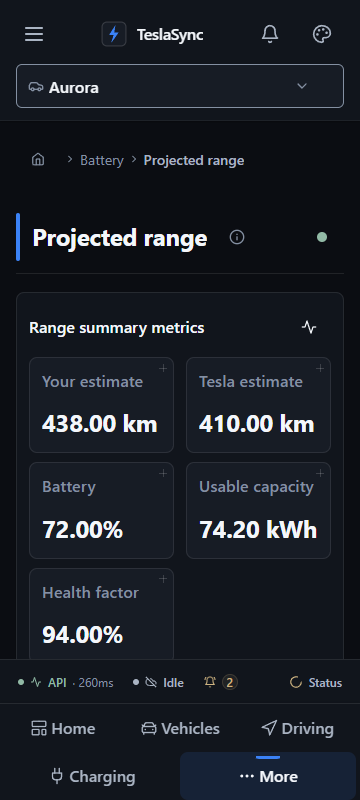 TeslaSync
Aurora
Battery Projected range
Projected range
Range summary metrics
Your estimate Tesla estimate
438.00 km 410.00 km
Battery Usable capacity
72.00% 74.20 kWh
Health factor
94.00%
API · 260ms Idle 2 Status
Home Vehicles Driving
Charging More